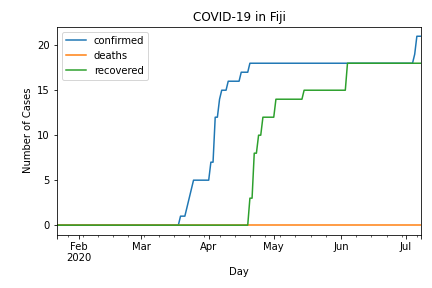 COVID-19 in Fiji
confirmed
deaths
recovered
Number of Cases
20
15
10
5
0
Feb
2020
Mar
Apr
May
Jun
Jul
Day